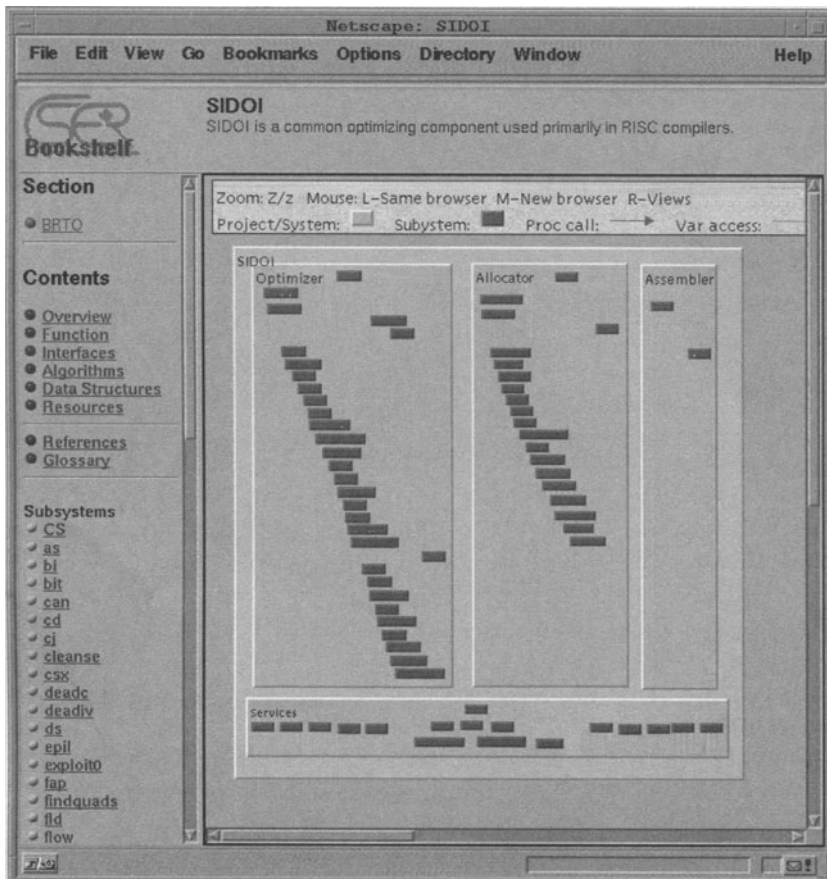 Netscape: SIDOI
File Edit View Go Bookmarks Options Directory Window Help
CSER
Bookshelf
SIDOI
SIDOI is a common optimizing component used primarily in RISC compilers.
Section
BRTO
Contents
Overview
Function
Interfaces
Algorithms
Data Structures
Resources
References
Glossary
Subsystems
CS
as
bi
bit
can
cd
cj
cleanse
csx
deadc
deadiv
ds
epil
exploit0
fap
findquads
fld
flow
Zoom: Z/z Mouse: L-Same browser M-New browser R-Views
Project/System: Subystem: Proc call: Var access:
SIDOI
Optimizer
Allocator
Assembler
Services